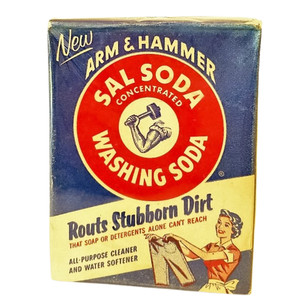 New
ARM & HAMMER
SAL SODA
CONCENTRATED
WASHING SODA
®
Routs Stubborn Dirt
THAT SOAP OR DETERGENTS ALONE CAN'T REACH
ALL-PURPOSE CLEANER
AND WATER SOFTENER